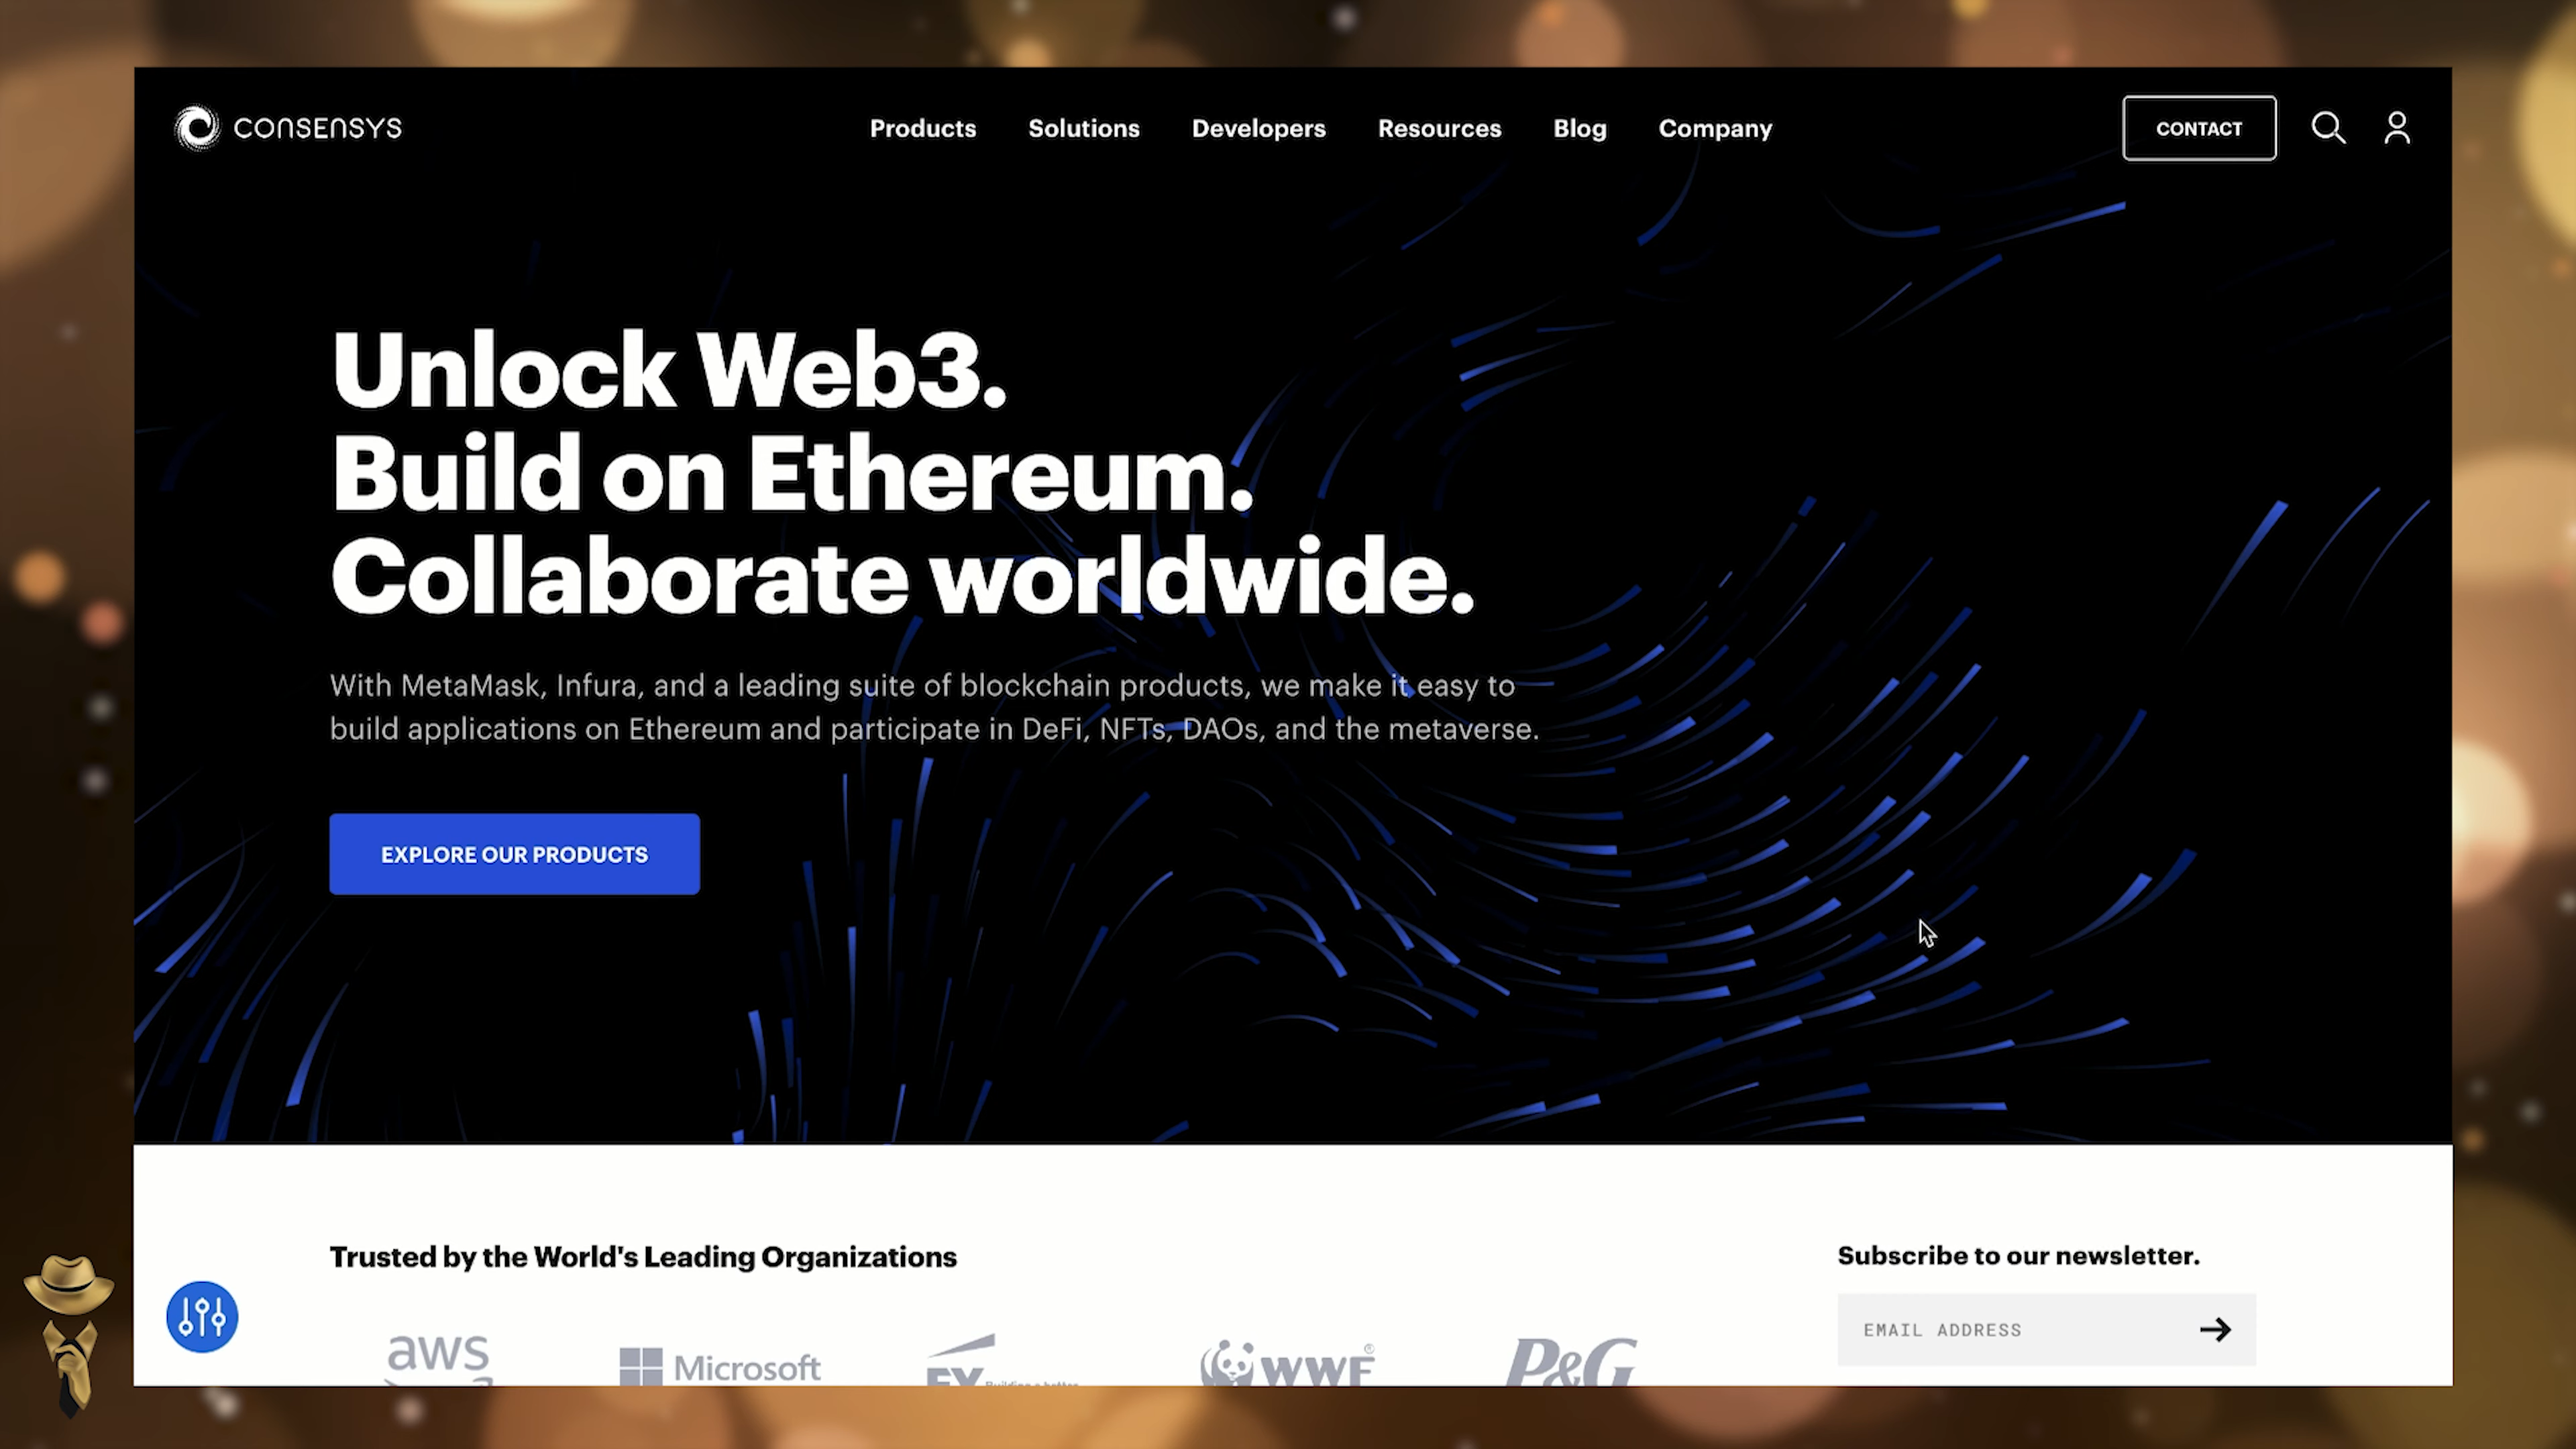 CONSENSYS
Products Solutions Developers Resources Blog Company
CONTACT
Unlock Web3.
Build on Ethereum.
Collaborate worldwide.
With MetaMask, Infura, and a leading suite of blockchain products, we make it easy to
build applications on Ethereum and participate in DeFi, NFTs, DAOs, and the metaverse.
EXPLORE OUR PRODUCTS
Trusted by the World's Leading Organizations
Subscribe to our newsletter.
EMAIL ADDRESS
aws
Microsoft
EY
WWF®
P&G